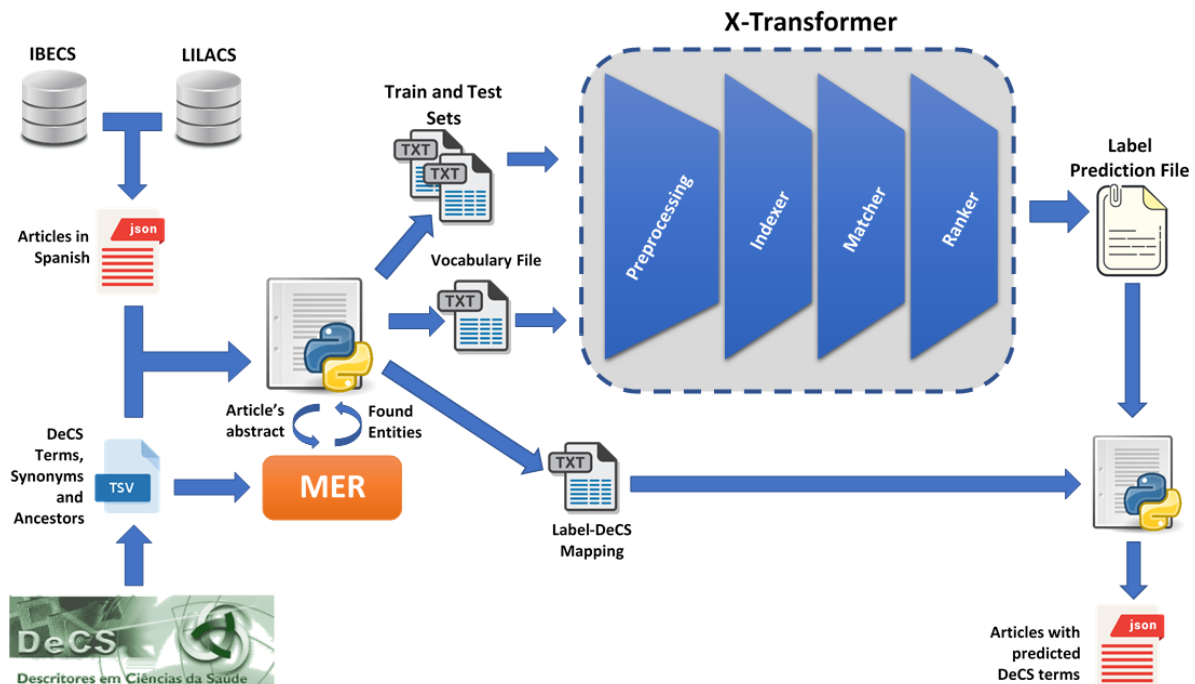 X-Transformer
IBECS
LILACS
Train and Test
Sets
TXT
TXT
Label
Prediction File
Articles in
Spanish
json
Preprocessing
Indexer
Matcher
Ranker
Vocabulary File
TXT
Article's
abstract
Found
Entities
DeCS
Terms,
Synonyms
and
Ancestors
TSV
MER
TXT
Label-DeCS
Mapping
DeCS
Descritores em Ciências da Saúde
Articles with
predicted
DeCS terms
json